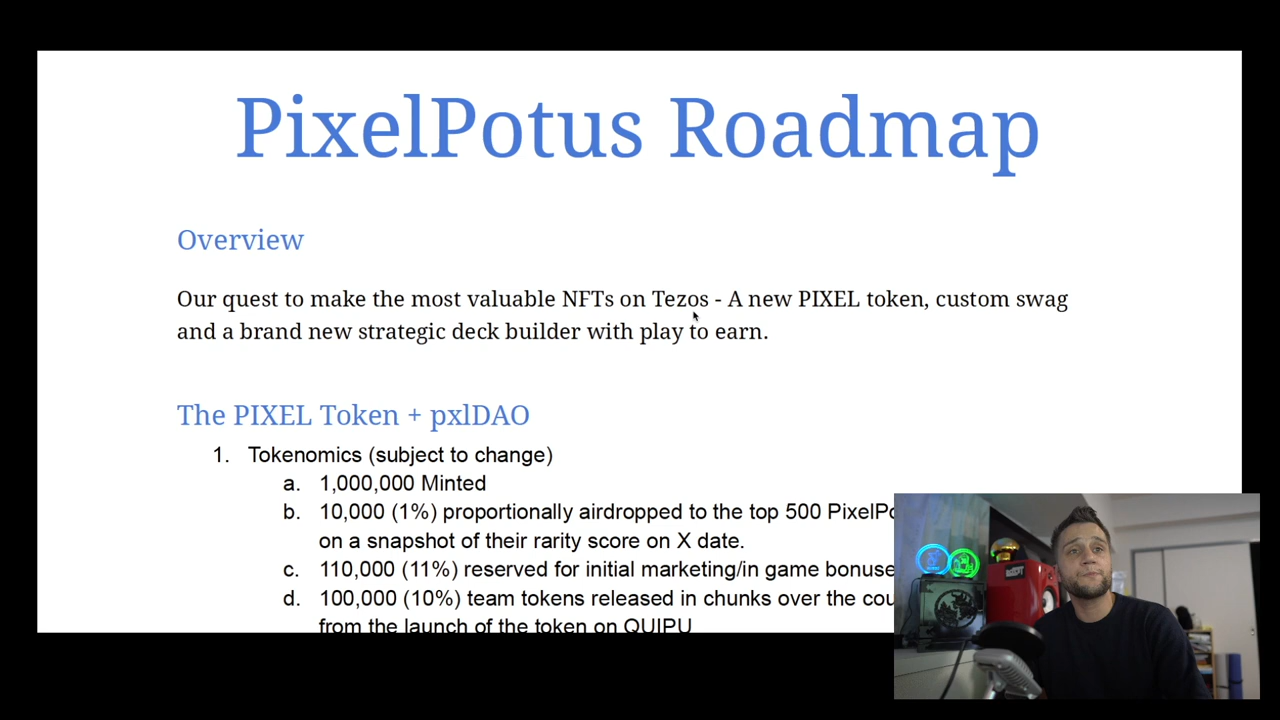 PixelPotus Roadmap
Overview
Our quest to make the most valuable NFTs on Tezos - A new PIXEL token, custom swag
and a brand new strategic deck builder with play to earn.
The PIXEL Token + pxlDAO
1. Tokenomics (subject to change)
a. 1,000,000 Minted
b. 10,000 (1%) proportionally airdropped to the top 500
on a snapshot of their rarity score on X date.
c. 110,000 (11%) reserved for initial marketing/in game
d. 100,000 (10%) team tokens released in chunks over the
from the launch of the token on QUIPU